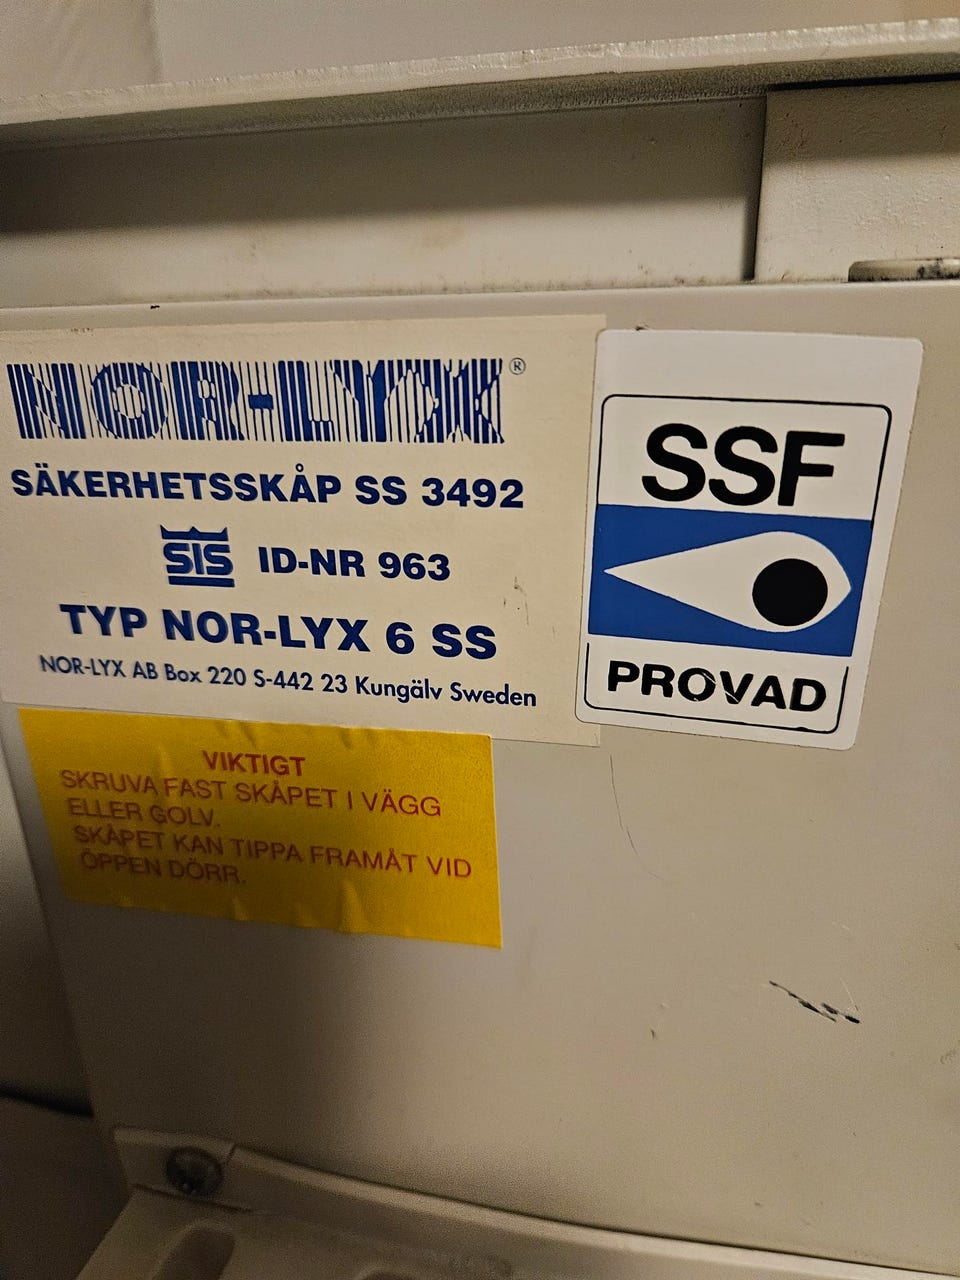 NOR-LYX®
SÄKERHETSSKÅP SS 3492
SIS ID-NR 963
TYP NOR-LYX 6 SS
NOR-LYX AB Box 220 S-442 23 Kungälv Sweden
SSF
PROVAD
VIKTIGT
SKRUVA FAST SKÅPET I VÄGG
ELLER GOLV.
SKÅPET KAN TIPPA FRAMÅT VID
ÖPPEN DÖRR.